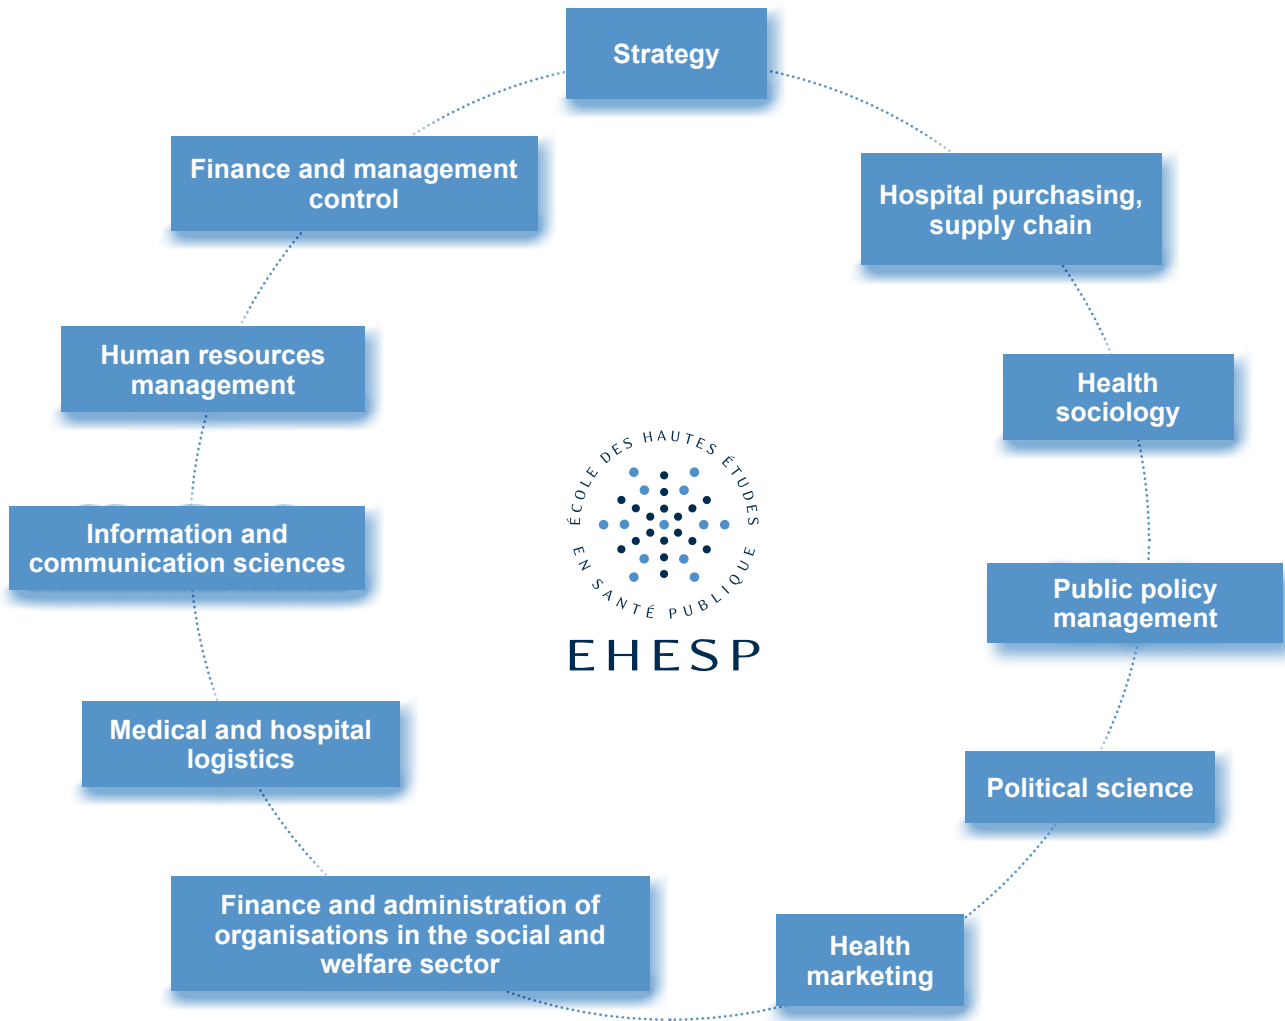 Strategy
Finance and management
control
Hospital purchasing,
supply chain
Human resources
management
Health
sociology
ÉCOLE DES HAUTES ÉTUDES
EN SANTÉ PUBLIQUE
EHESP
Information and
communication sciences
Public policy
management
Medical and hospital
logistics
Political science
Finance and administration of
organisations in the social and
welfare sector
Health
marketing